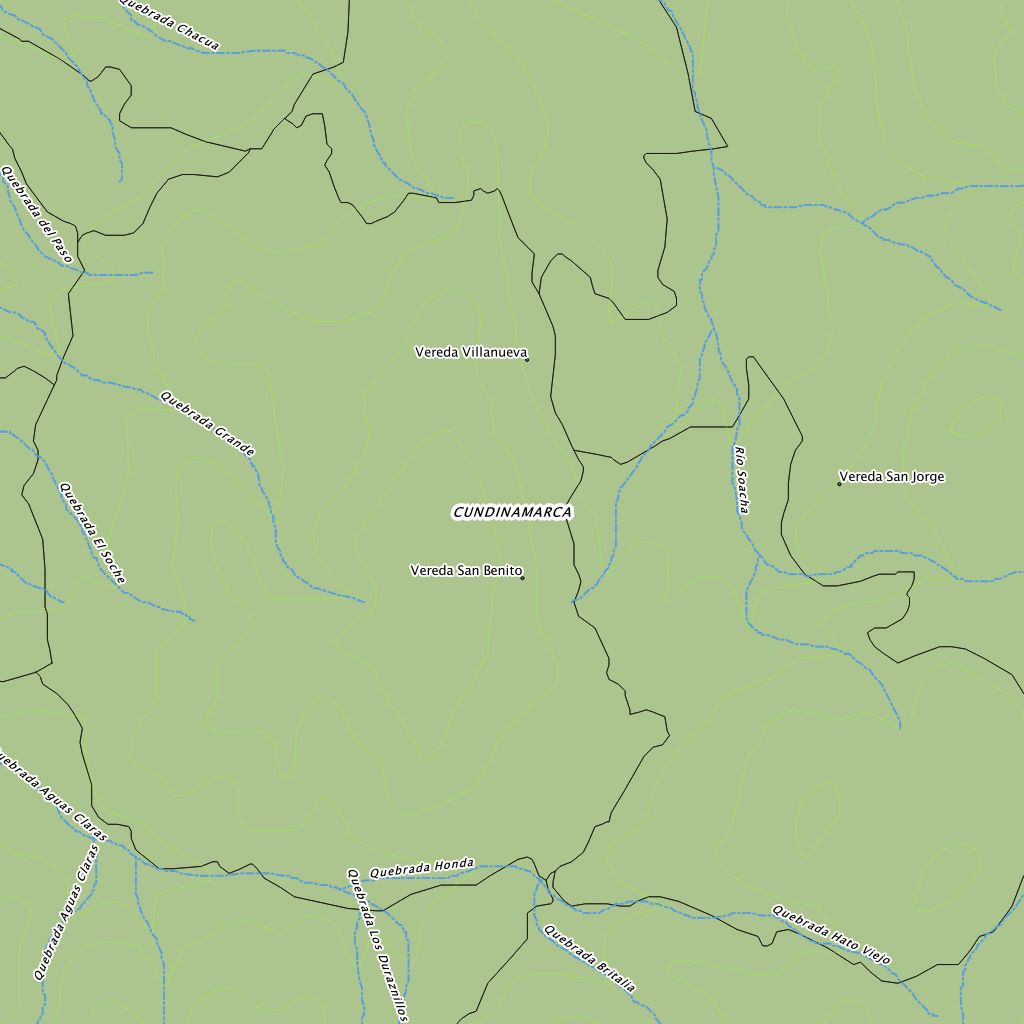 Quebrada Chacua
Quebrada del Paso
Vereda Villanueva
Quebrada Grande
Río Soacha
Vereda San Jorge
Quebrada El Soche
CUNDINAMARCA
Vereda San Benito
Quebrada Aguas Claras
Quebrada Aguas Claras
Quebrada Honda
Quebrada Los Duraznillos
Quebrada Britalia
Quebrada Hato Viejo